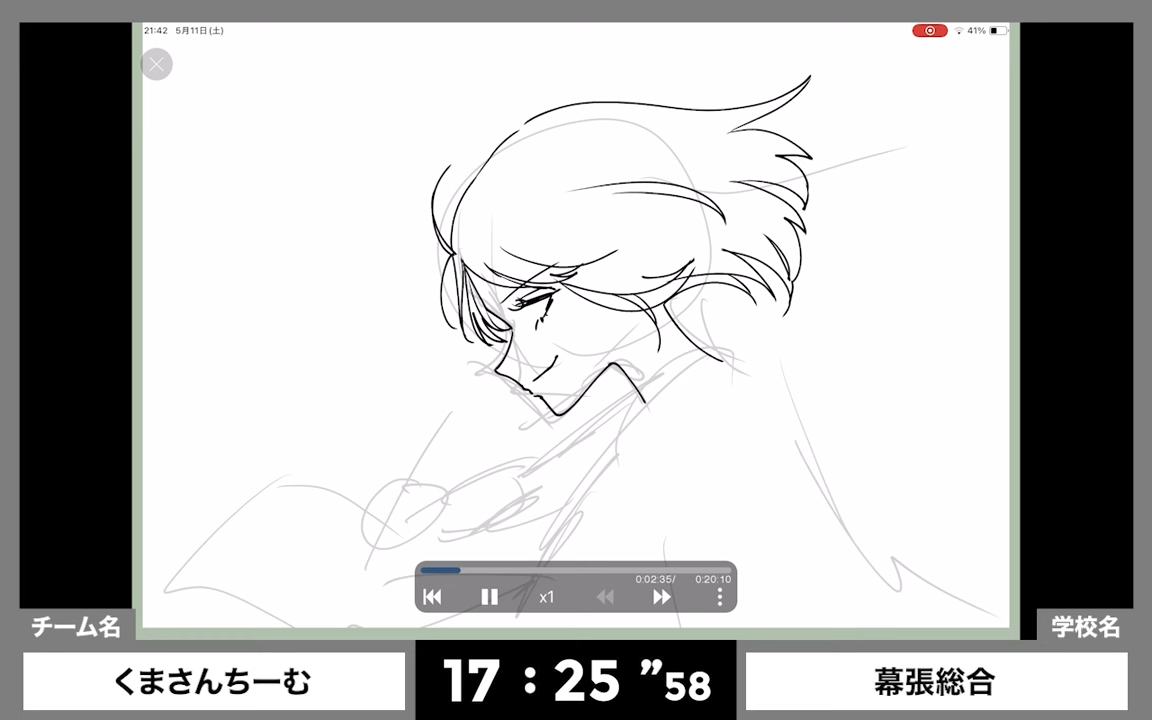 21:42 5月11日(土)
41%
0:02:35/ 0:20:10
x1
チーム名
学校名
くまさんちーむ
17:25"58
幕張総合